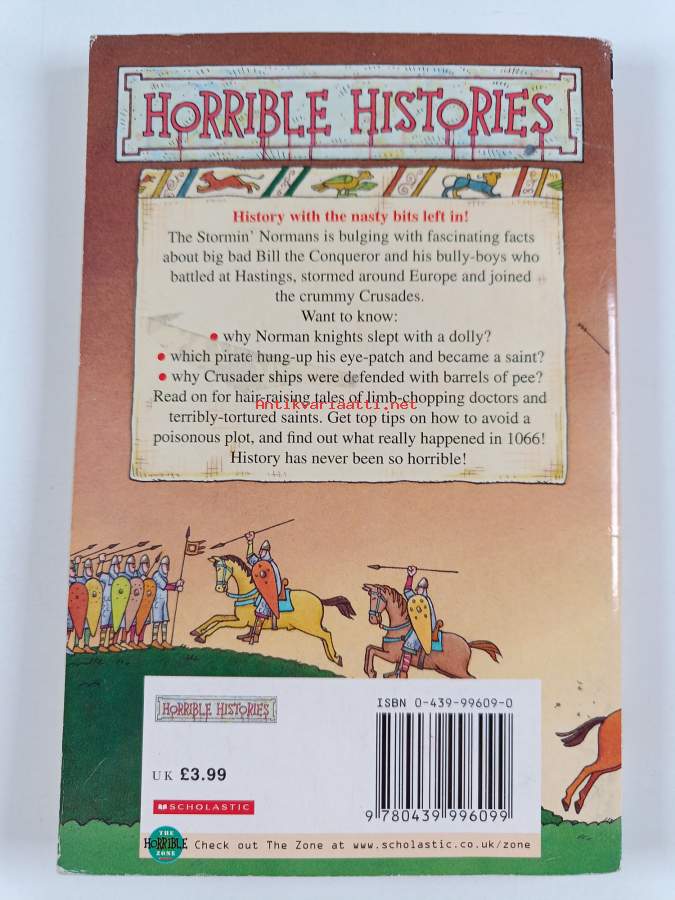 HORRIBLE HISTORIES
History with the nasty bits left in!
The Stormin' Normans is bulging with fascinating facts
about big bad Bill the Conqueror and his bully-boys who
battled at Hastings, stormed around Europe and joined
the crummy Crusades.
Want to know:
• why Norman knights slept with a dolly?
• which pirate hung-up his eye-patch and became a saint?
• why Crusader ships were defended with barrels of pee?
Read on for hair-raising tales of limb-chopping doctors and
Antikvariaatti.net
terribly-tortured saints. Get top tips on how to avoid a
poisonous plot, and find out what really happened in 1066!
History has never been so horrible!
HORRIBLE HISTORIES
ISBN 0-439-99609-0
UK £3.99
SCHOLASTIC
9 780439 996099
THE
HORRIBLE
ZONE
Check out The Zone at www.scholastic.co.uk/zone